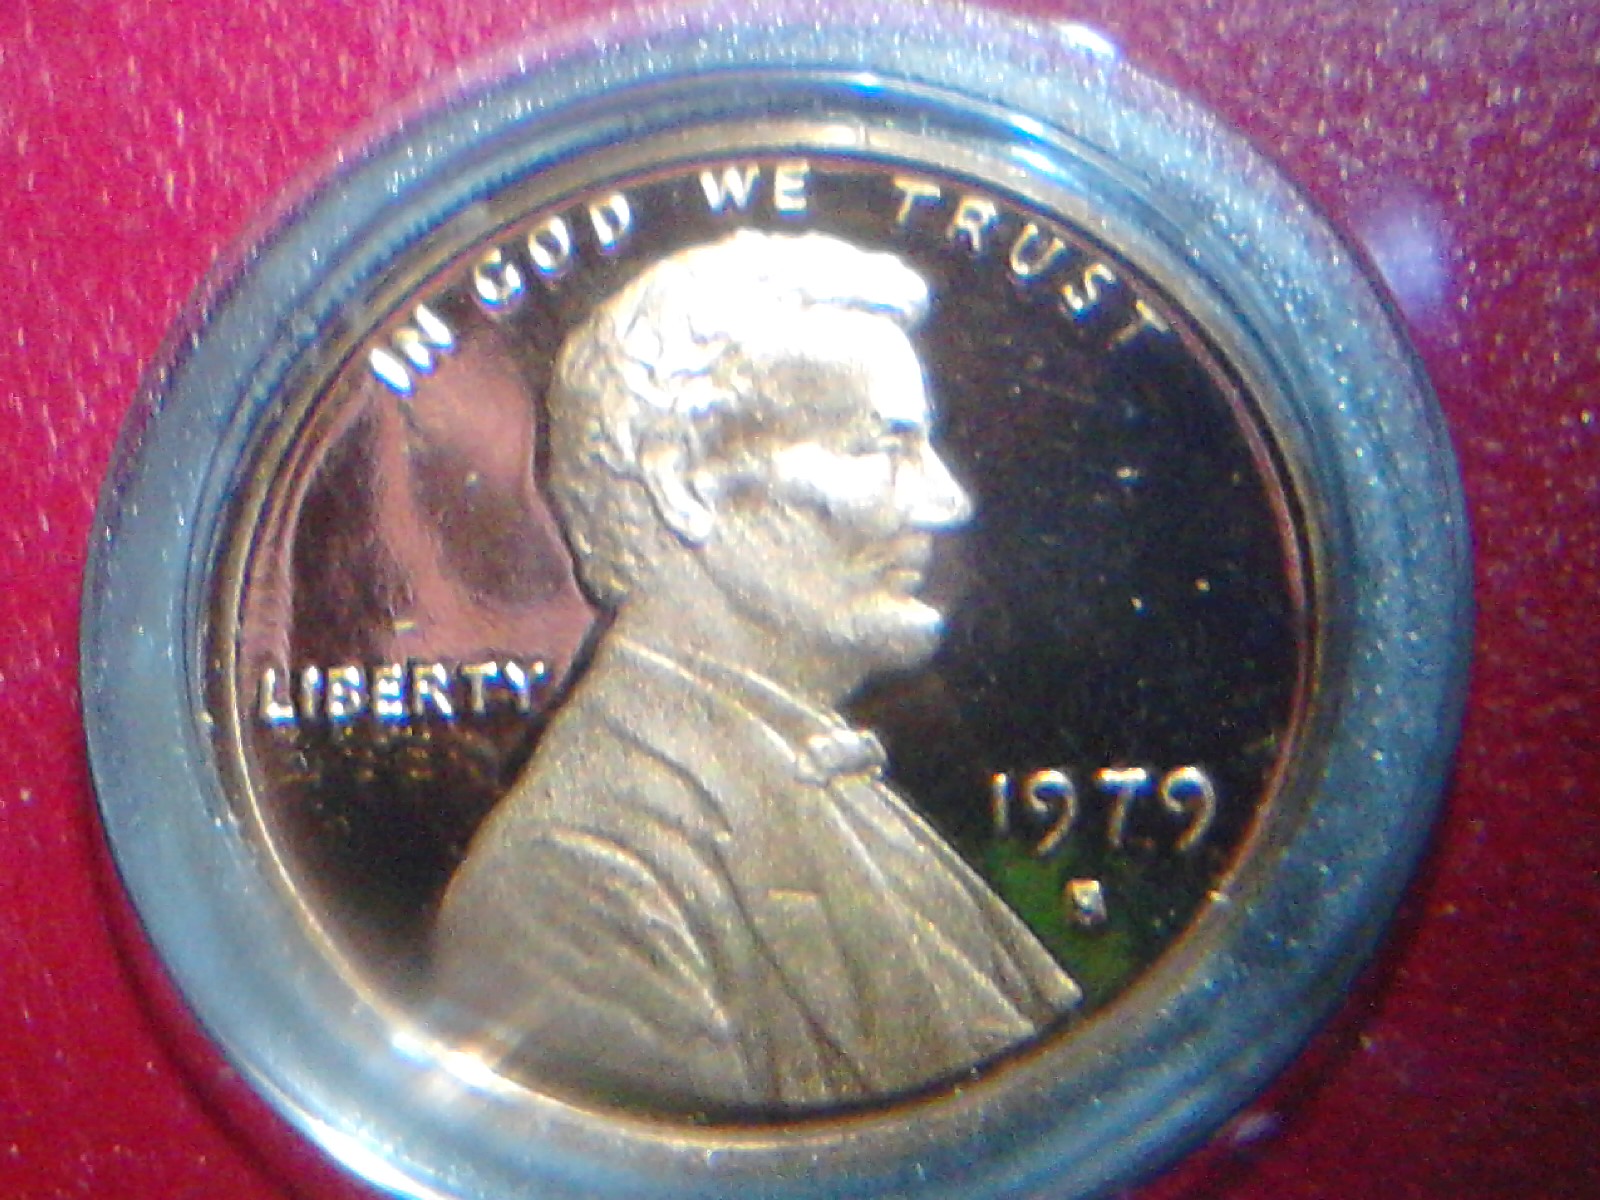 IN GOD WE TRUST
LIBERTY
1979
S